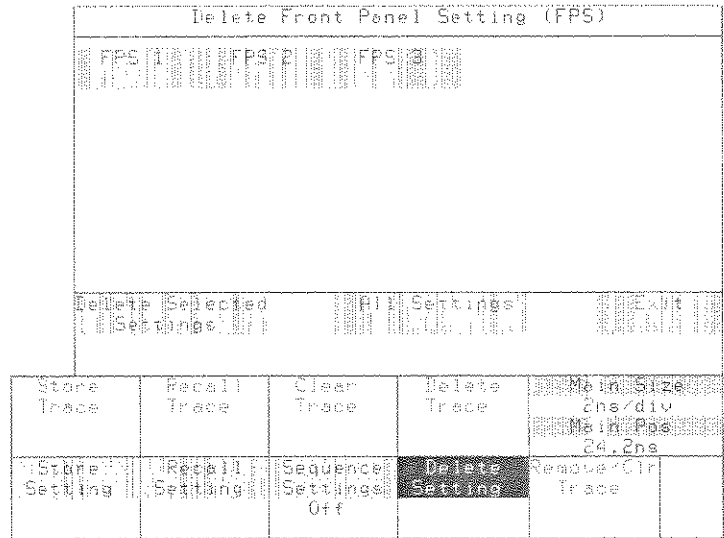 Delete Front Panel Setting (FPS)
FPS 1 FPS 2 FPS 3
Delete Selected Settings
All Settings
Exit
Store Trace
Recall Trace
Clear Trace
Delete Trace
Main Size
2ns/div
Main Pos
24.2ns
Store Setting
Recall Setting
Sequence Settings Off
Delete Setting
Remove/Clr Trace